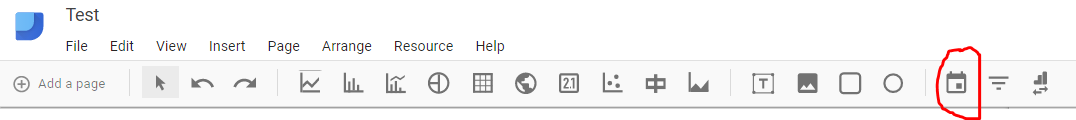 Test
File Edit View Insert Page Arrange Resource Help
Add a page
2.1
T